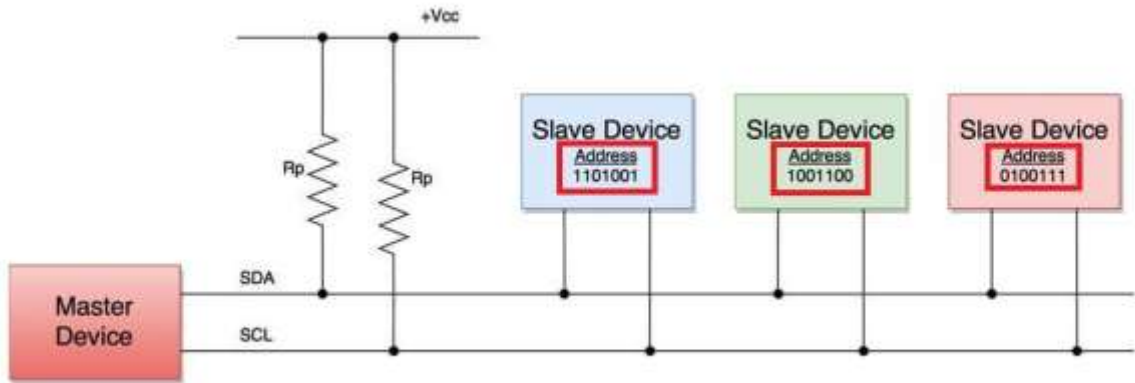 +Vcc
Slave Device
Address
1101001
Slave Device
Address
1001100
Slave Device
Address
0100111
Rp
Rp
SDA
Master
Device
SCL